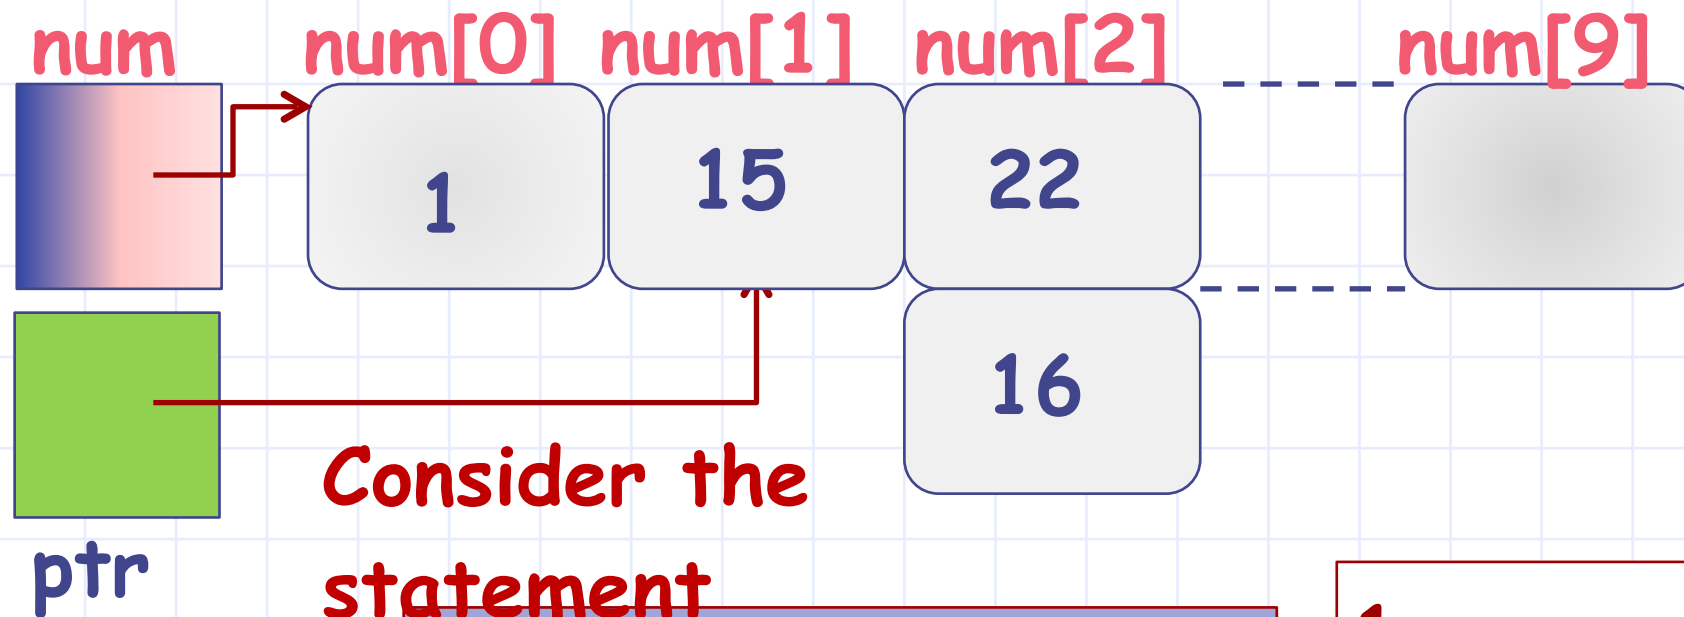 num num[0] num[1] num[2] num[9]
1 15 22
16
Consider the
ptr statement